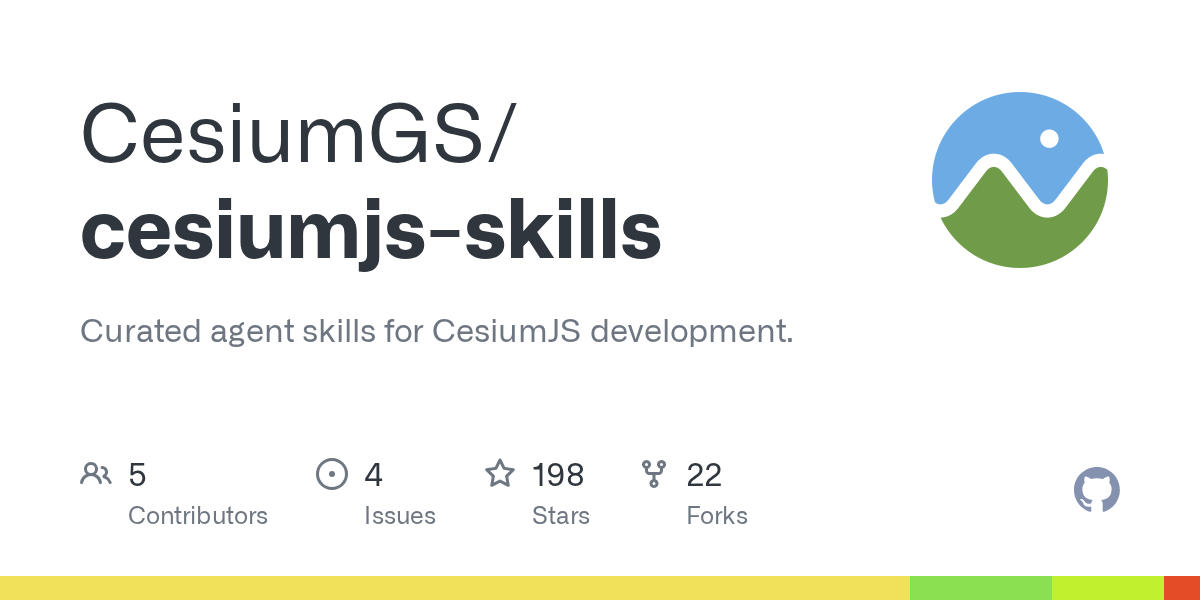 CesiumGS/
cesiumjs-skills
Curated agent skills for CesiumJS development.
5 4 198 22
Contributors Issues Stars Forks